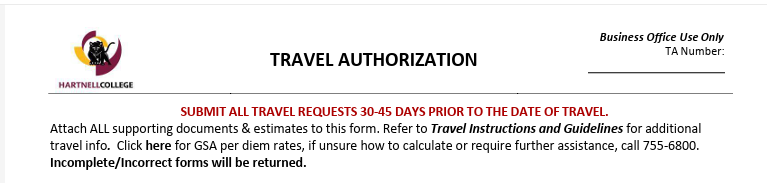 Business Office Use Only
TRAVEL AUTHORIZATION
TA Number:
HARTNELLCOLLEGE
SUBMIT ALL TRAVEL REQUESTS 30-45 DAYS PRIOR TO THE DATE OF TRAVEL.
Attach ALL supporting documents & estimates to this form. Refer to Travel Instructions and Guidelines for additional
travel info. Click here for GSA per diem rates, if unsure how to calculate or require further assistance, call 755-6800.
Incomplete/Incorrect forms will be returned.